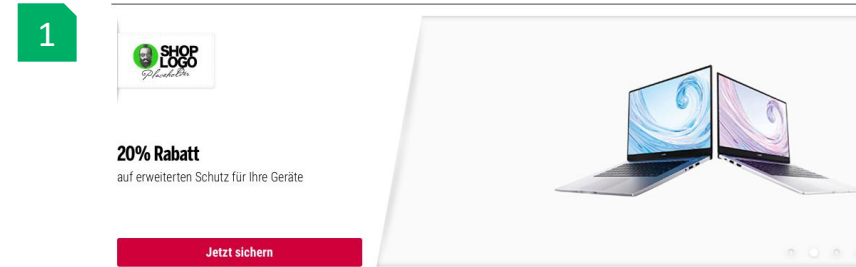 1
SHOP
LOGO
Placeholder
20% Rabatt
auf erweiterten Schutz für Ihre Geräte
Jetzt sichern